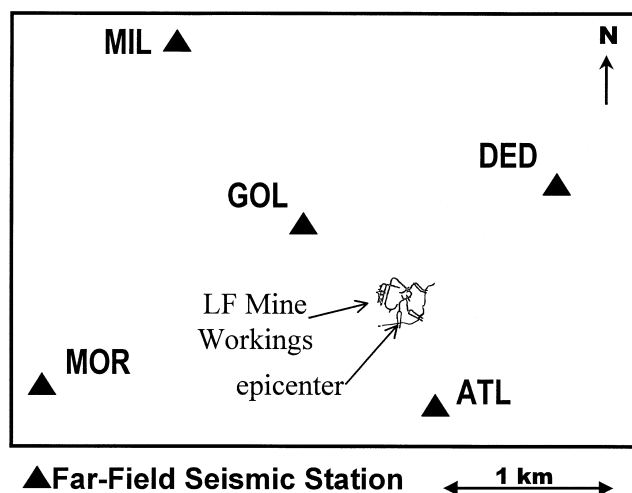 MIL
N
DED
GOL
LF Mine
Workings
MOR
epicenter
ATL
Far-Field Seismic Station
1 km